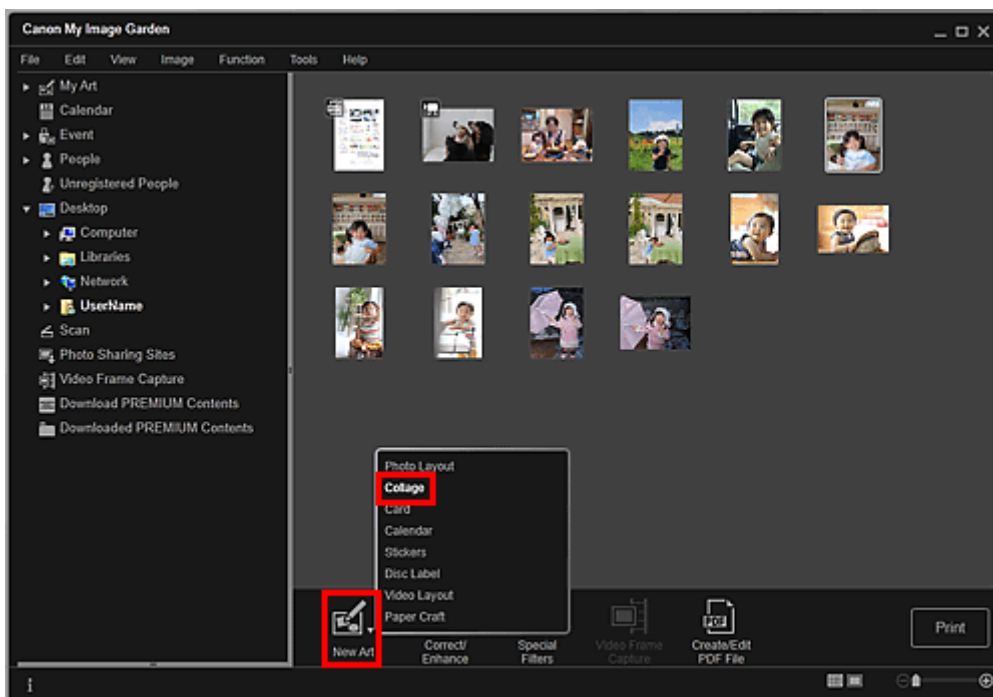 Canon My Image Garden
File Edit View Image Function Tools Help
My Art
Calendar
Event
People
Unregistered People
Desktop
Computer
Libraries
Network
UserName
Scan
Photo Sharing Sites
Video Frame Capture
Download PREMIUM Contents
Downloaded PREMIUM Contents
Photo Layout
Collage
Card
Calendar
Stickers
Disc Label
Video Layout
Paper Craft
New Art
Correct/
Enhance
Special
Filters
Video Frame
Capture
PDF
Create/Edit
PDF File
Print